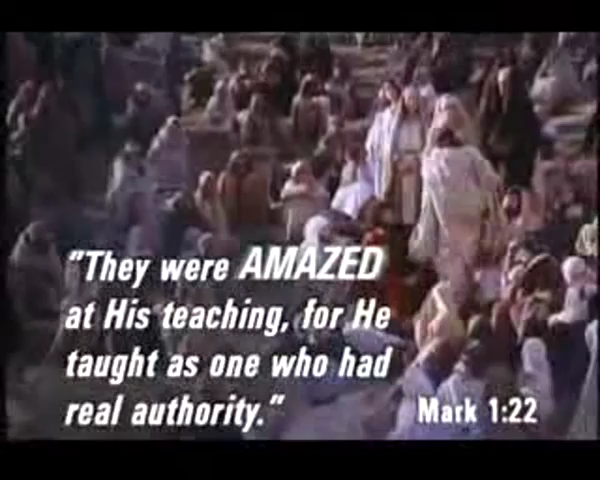 "They were AMAZED
at His teaching, for He
taught as one who had
real authority."
Mark 1:22